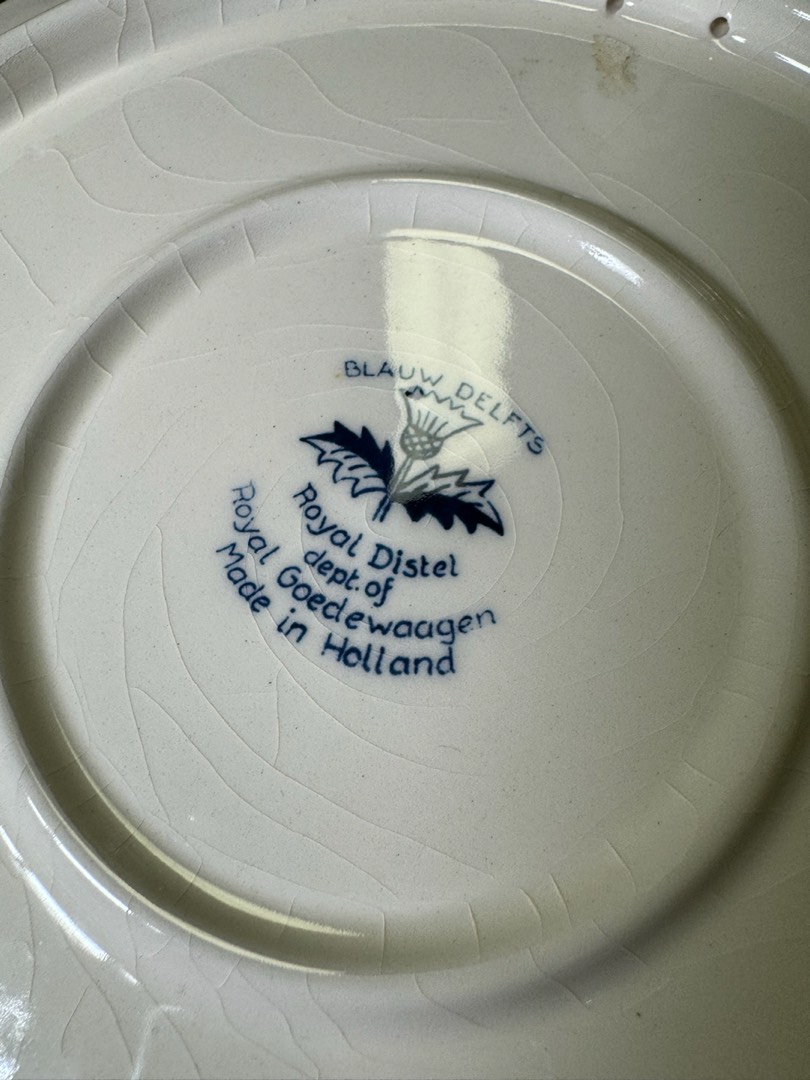 BLAUW DELFTS
Royal Distel
dept. of
Royal Goedewaagen
Made in Holland